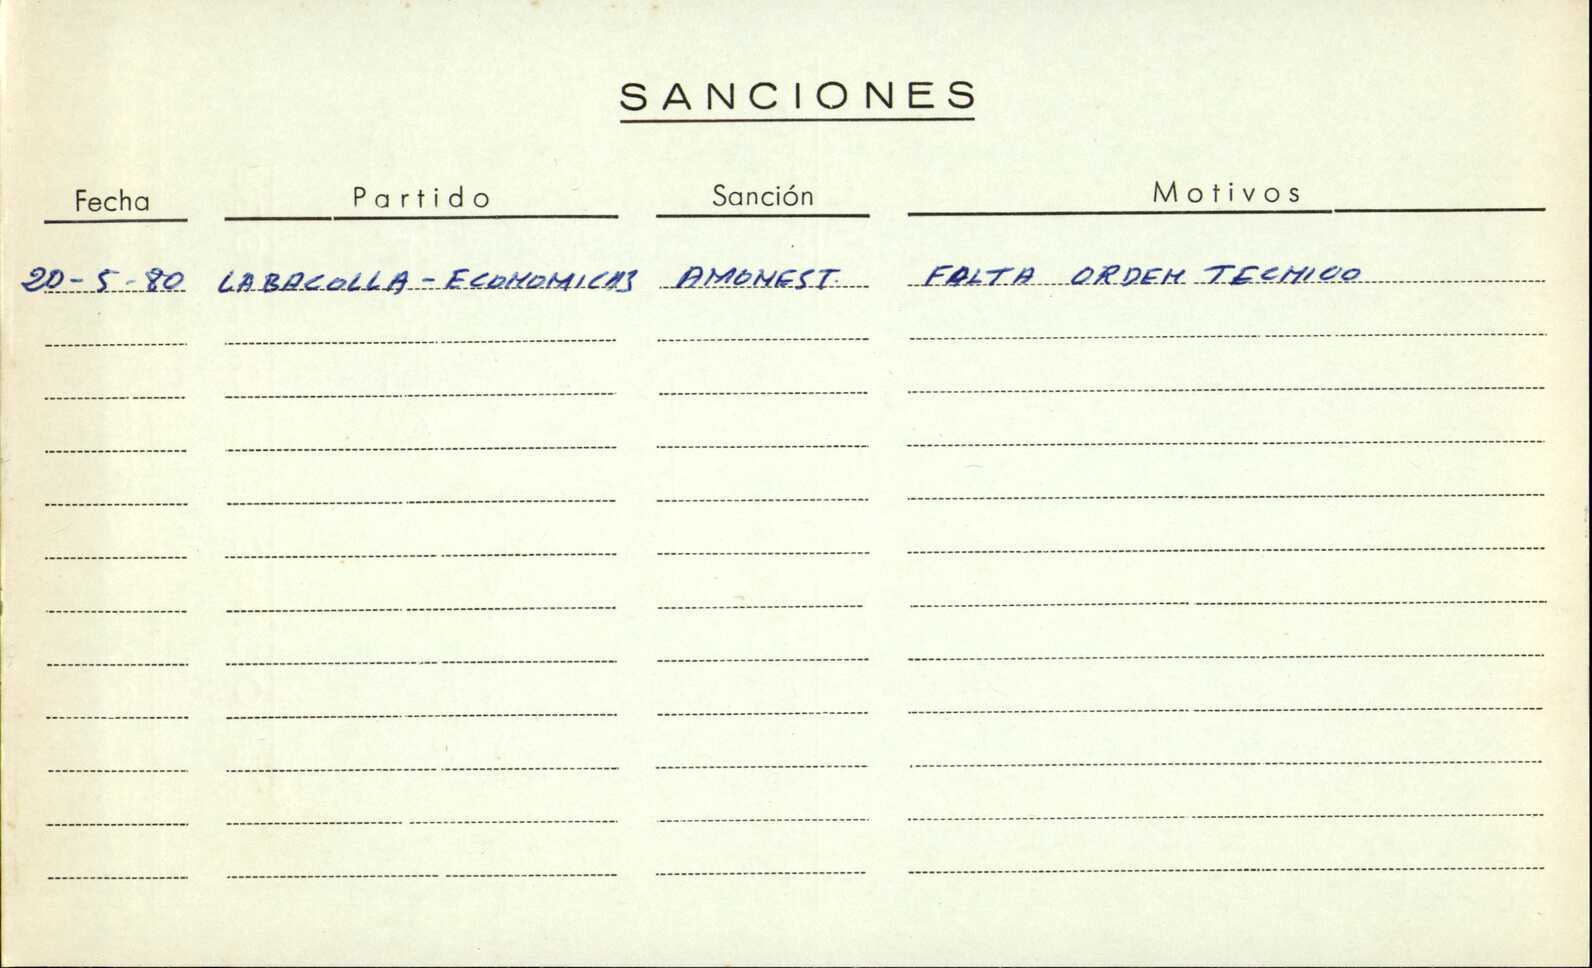 SANCIONES
Fecha Partido Sanción Motivos
20-5-80 LABACOLLA-ECONOMICAS AMONEST. FALTA ORDEN TECNICO